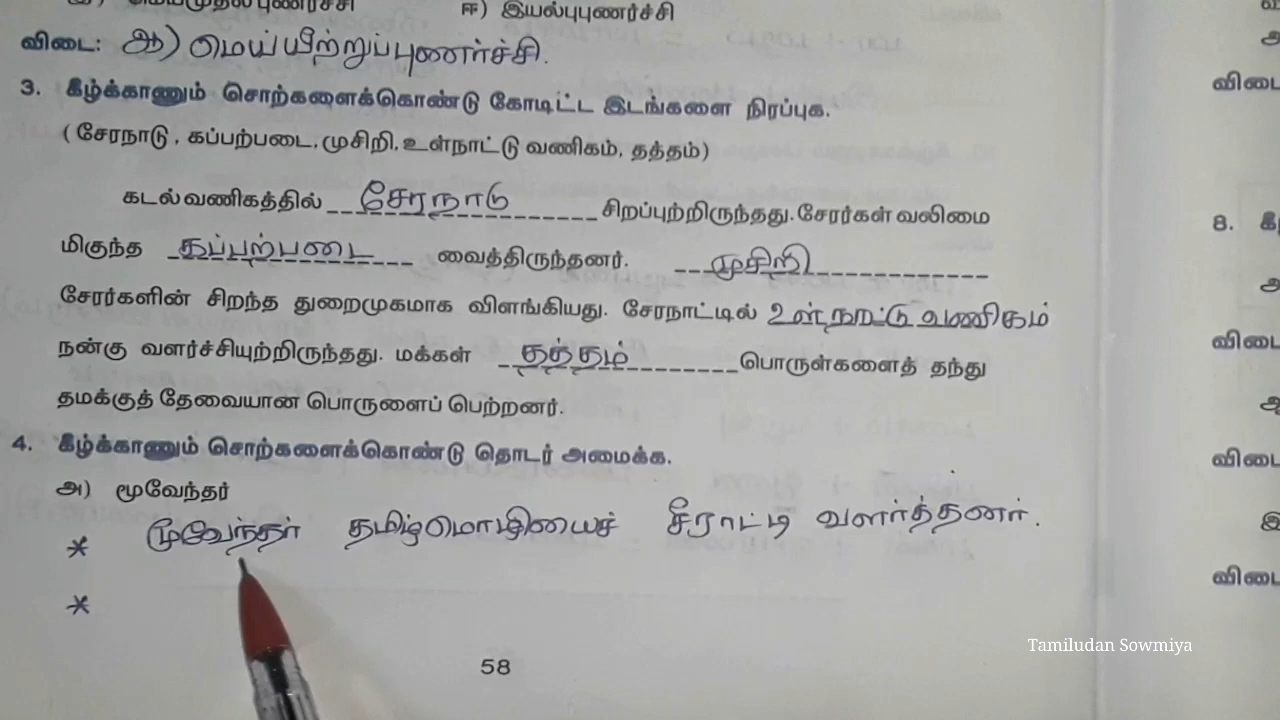 ஈ) இயல்புபுணர்ச்சி
விடை: ஆ) மெய்யீற்றுப்புணர்ச்சி.
3. கீழ்க்காணும் சொற்களைக்கொண்டு கோடிட்ட இடங்களை நிரப்புக.
(சேரநாடு, கப்பற்படை, முசிறி, உள்நாட்டு வணிகம், தத்தம்)
கடல்வணிகத்தில் சேரநாடு சிறப்புற்றிருந்தது. சேரர்கள் வலிமை
மிகுந்த கப்பற்படை வைத்திருந்தனர். முசிறி
சேரர்களின் சிறந்த துறைமுகமாக விளங்கியது. சேரநாட்டில் உள்நாட்டு வணிகம்
நன்கு வளர்ச்சியுற்றிருந்தது. மக்கள் தத்தம் பொருள்களைத் தந்து
தமக்குத் தேவையான பொருளைப் பெற்றனர்.
4. கீழ்க்காணும் சொற்களைக்கொண்டு தொடர் அமைக்க.
அ) மூவேந்தர்
* மூவேந்தர் தமிழ்மொழியைச் சீராட்டி வளர்த்தனர்.
*
58
Tamiludan Sowmiya
விடை
8.
விடை
விடை
விடை